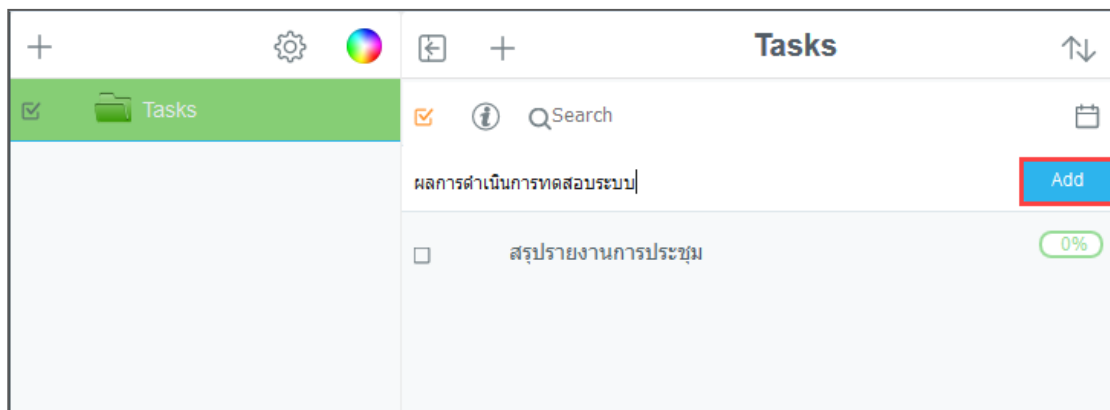 Tasks
Tasks
Search
ผลการดำเนินการทดสอบระบบ
Add
สรุปรายงานการประชุม
0%